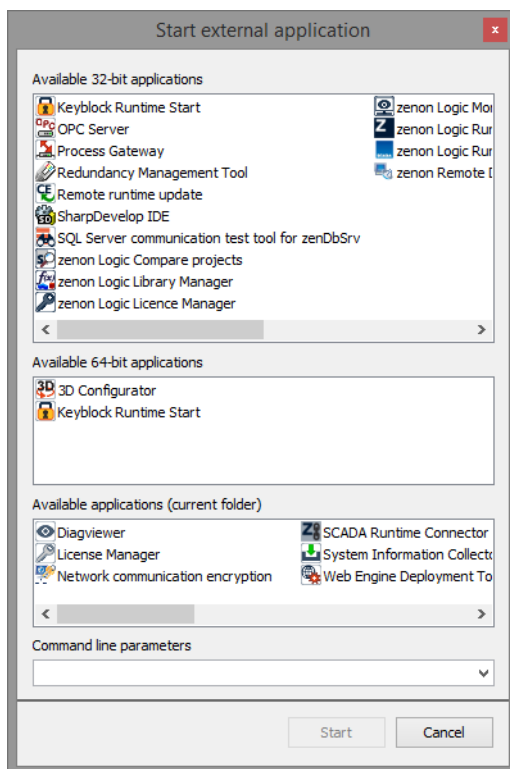 Start external application
x
Available 32-bit applications
Keyblock Runtime Start
OPC Server
Process Gateway
Redundancy Management Tool
Remote runtime update
SharpDevelop IDE
SQL Server communication test tool for zenDbSrv
zenon Logic Compare projects
zenon Logic Library Manager
zenon Logic Licence Manager
zenon Logic Mor
zenon Logic Rur
zenon Logic Rur
zenon Remote D
Available 64-bit applications
3D Configurator
Keyblock Runtime Start
Available applications (current folder)
Diagviewer
License Manager
Network communication encryption
SCADA Runtime Connector
System Information Collecto
Web Engine Deployment To
Command line parameters
Start
Cancel